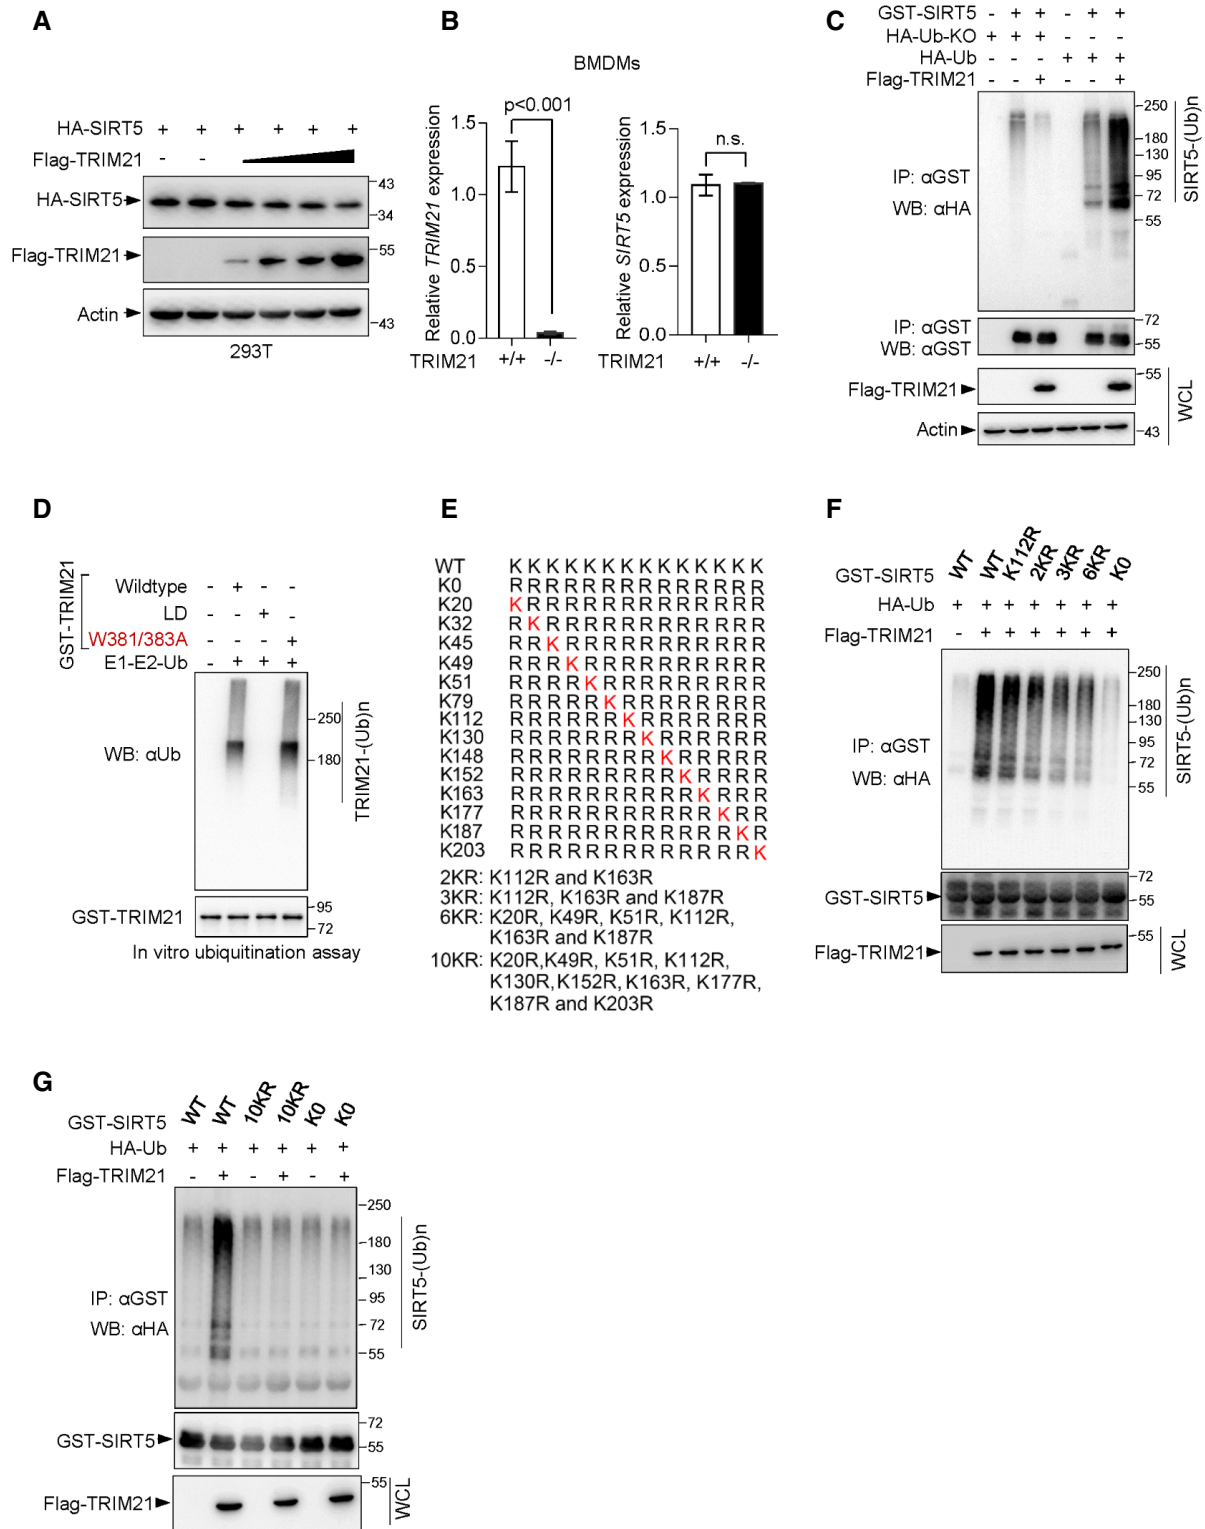 A
HA-SIRT5 + + + + + +
Flag-TRIM21 - -
HA-SIRT5
43
34
Flag-TRIM21
55
Actin
43
293T
B
BMDMs
p<0.001
Relative TRIM21 expression
1.5
1.0
0.5
0.0
TRIM21 +/+ -/-
n.s.
Relative SIRT5 expression
1.5
1.0
0.5
0.0
TRIM21 +/+ -/-
C
GST-SIRT5 - + + - + +
HA-Ub-KO + + + - - -
HA-Ub - - - + + +
Flag-TRIM21 - - + - - +
IP: αGST
WB: αHA
250
180
130
95
72
55
SIRT5-(Ub)n
IP: αGST
WB: αGST
72
55
Flag-TRIM21
55
Actin
43
WCL
D
GST-TRIM21
Wildtype - + - -
LD - - + -
W381/383A - - - +
E1-E2-Ub - + + +
WB: αUb
250
180
TRIM21-(Ub)n
GST-TRIM21
95
72
In vitro ubiquitination assay
E
WT K K K K K K K K K K K K K K
K0 R R R R R R R R R R R R R R
K20 K R R R R R R R R R R R R R
K32 R K R R R R R R R R R R R R
K45 R R K R R R R R R R R R R R
K49 R R R K R R R R R R R R R R
K51 R R R R K R R R R R R R R R
K79 R R R R R K R R R R R R R R
K112 R R R R R R K R R R R R R R
K130 R R R R R R R K R R R R R R
K148 R R R R R R R R K R R R R R
K152 R R R R R R R R R K R R R R
K163 R R R R R R R R R R K R R R
K177 R R R R R R R R R R R K R R
K187 R R R R R R R R R R R R K R
K203 R R R R R R R R R R R R R K
2KR: K112R and K163R
3KR: K112R, K163R and K187R
6KR: K20R, K49R, K51R, K112R,
K163R and K187R
10KR: K20R,K49R, K51R, K112R,
K130R, K152R, K163R, K177R,
K187R and K203R
F
GST-SIRT5 WT WT K112R 2KR 3KR 6KR K0
HA-Ub + + + + + + +
Flag-TRIM21 - + + + + + +
IP: αGST
WB: αHA
250
180
130
95
72
55
SIRT5-(Ub)n
GST-SIRT5
72
55
Flag-TRIM21
55
WCL
G
GST-SIRT5 WT WT 10KR 10KR K0 K0
HA-Ub + + + + + +
Flag-TRIM21 - + - + - +
IP: αGST
WB: αHA
250
180
130
95
72
55
SIRT5-(Ub)n
GST-SIRT5
72
55
Flag-TRIM21
55
WCL